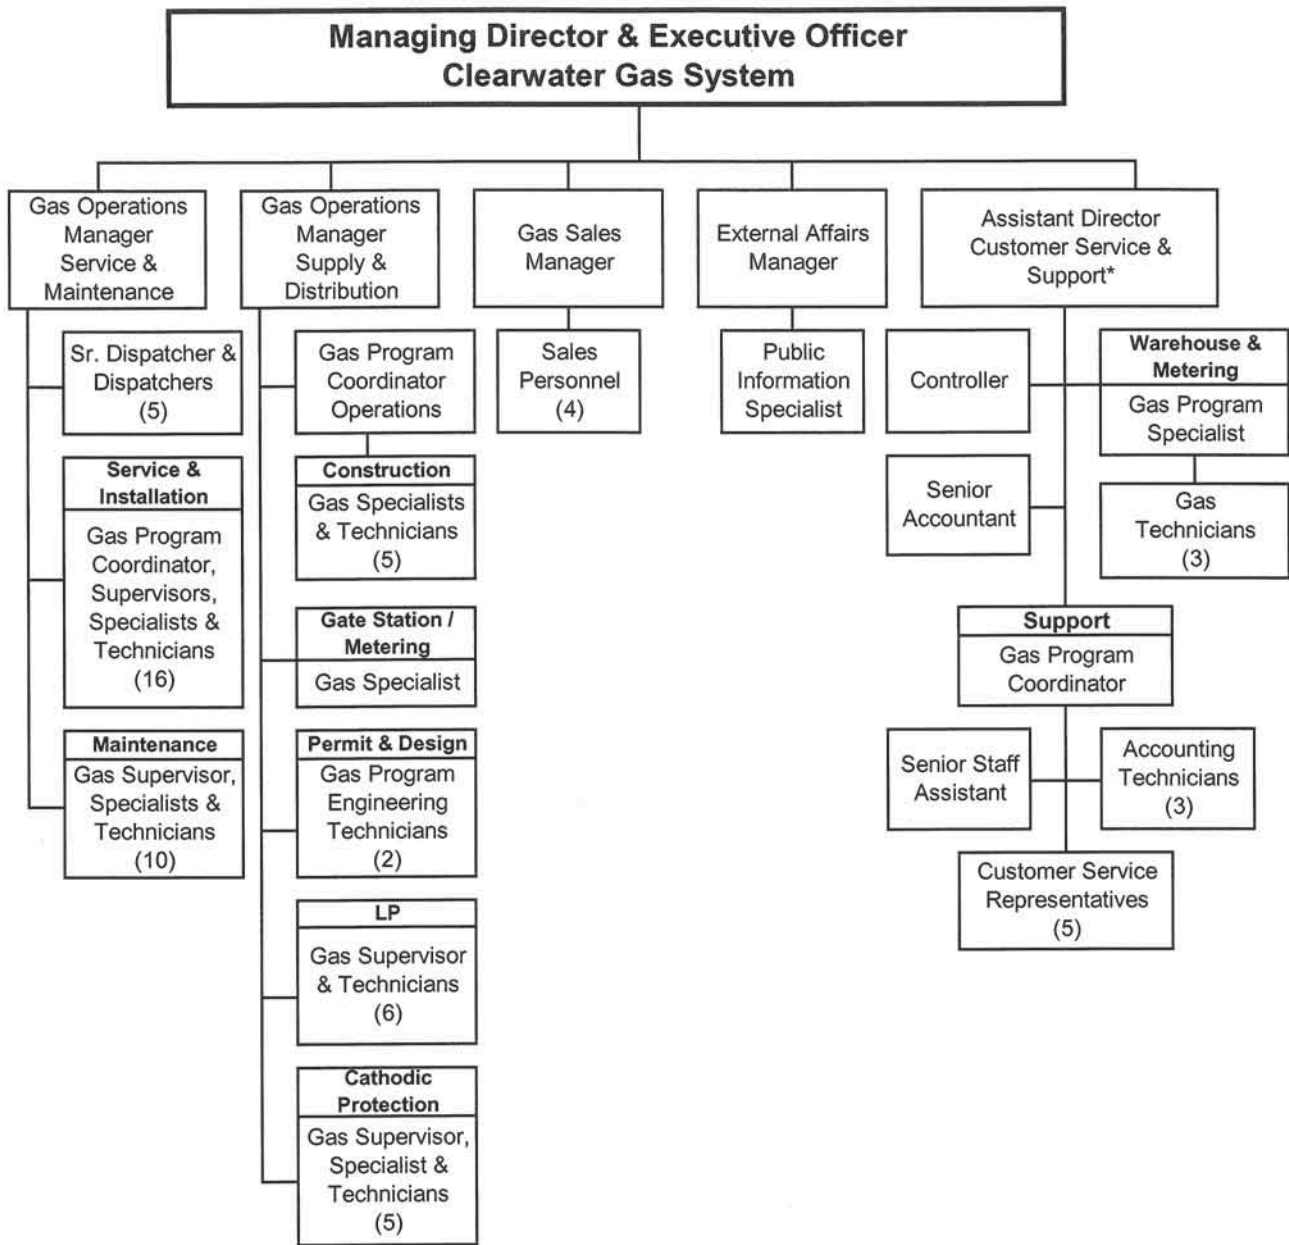 Managing Director & Executive Officer
Clearwater Gas System
Gas Operations
Manager
Service &
Maintenance
Gas Operations
Manager
Supply &
Distribution
Gas Sales
Manager
External Affairs
Manager
Assistant Director
Customer Service &
Support*
Sr. Dispatcher &
Dispatchers
(5)
Service &
Installation
Gas Program
Coordinator,
Supervisors,
Specialists &
Technicians
(16)
Maintenance
Gas Supervisor,
Specialists &
Technicians
(10)
Gas Program
Coordinator
Operations
Construction
Gas Specialists
& Technicians
(5)
Gate Station /
Metering
Gas Specialist
Permit & Design
Gas Program
Engineering
Technicians
(2)
LP
Gas Supervisor
& Technicians
(6)
Cathodic
Protection
Gas Supervisor,
Specialist &
Technicians
(5)
Sales
Personnel
(4)
Public
Information
Specialist
Controller
Warehouse &
Metering
Gas Program
Specialist
Senior
Accountant
Gas
Technicians
(3)
Support
Gas Program
Coordinator
Senior Staff
Assistant
Accounting
Technicians
(3)
Customer Service
Representatives
(5)